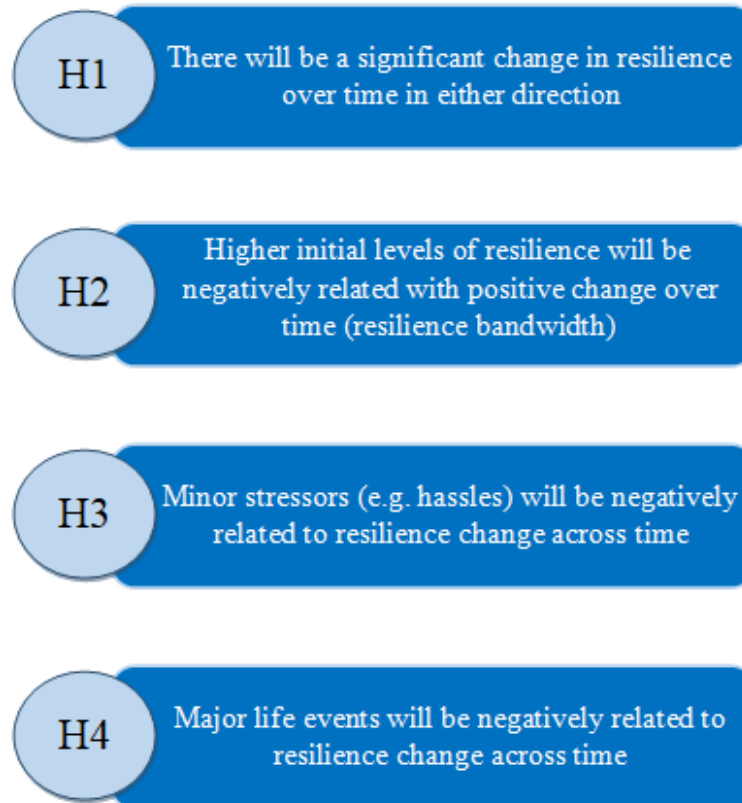 H1
There will be a significant change in resilience
over time in either direction
H2
Higher initial levels of resilience will be
negatively related with positive change over
time (resilience bandwidth)
H3
Minor stressors (e.g. hassles) will be negatively
related to resilience change across time
H4
Major life events will be negatively related to
resilience change across time